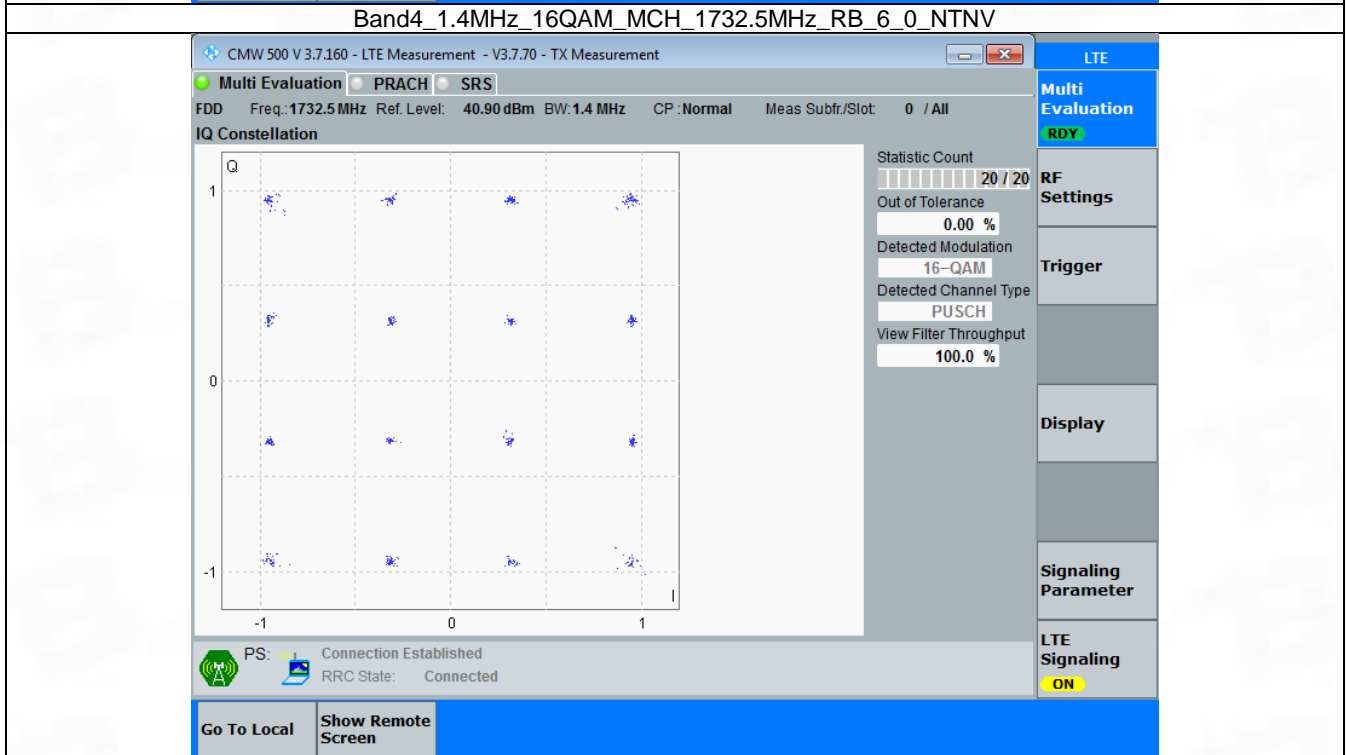 Band4_1.4MHz_16QAM_MCH_1732.5MHz_RB_6_0_NTNV
CMW 500 V 3.7.160 - LTE Measurement - V3.7.70 - TX Measurement
LTE
Multi Evaluation PRACH SRS
FDD Freq.: 1732.5 MHz Ref. Level: 40.90 dBm BW: 1.4 MHz CP : Normal Meas Subfr./Slot: 0 / All
IQ Constellation
Q
1
0
-1
I
-1 0 1
Statistic Count
20 / 20
Out of Tolerance
0.00 %
Detected Modulation
16-QAM
Detected Channel Type
PUSCH
View Filter Throughput
100.0 %
Multi
Evaluation
RDY
RF
Settings
Trigger
Display
Signaling
Parameter
LTE
Signaling
ON
PS: Connection Established
RRC State: Connected
Go To Local
Show Remote
Screen